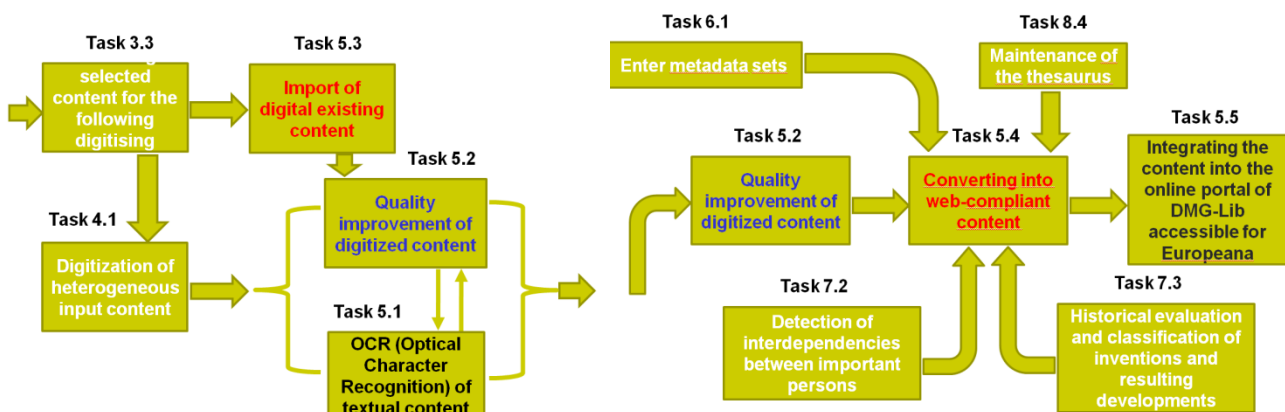 Task 3.3
selected
content for the
following
digitising
Task 5.3
Import of
digital existing
content
Task 5.2
Quality
improvement of
digitized content
Task 4.1
Digitization of
heterogeneous
input content
Task 5.1
OCR (Optical
Character
Recognition) of
textual content
Task 6.1
Enter metadata sets
Task 8.4
Maintenance of
the thesaurus
Task 5.2
Quality
improvement of
digitized content
Task 5.4
Converting into
web-compliant
content
Task 5.5
Integrating the
content into the
online portal of
DMG-Lib
accessible for
Europeana
Task 7.2
Detection of
interdependencies
between important
persons
Task 7.3
Historical evaluation
and classification of
inventions and
resulting
developments